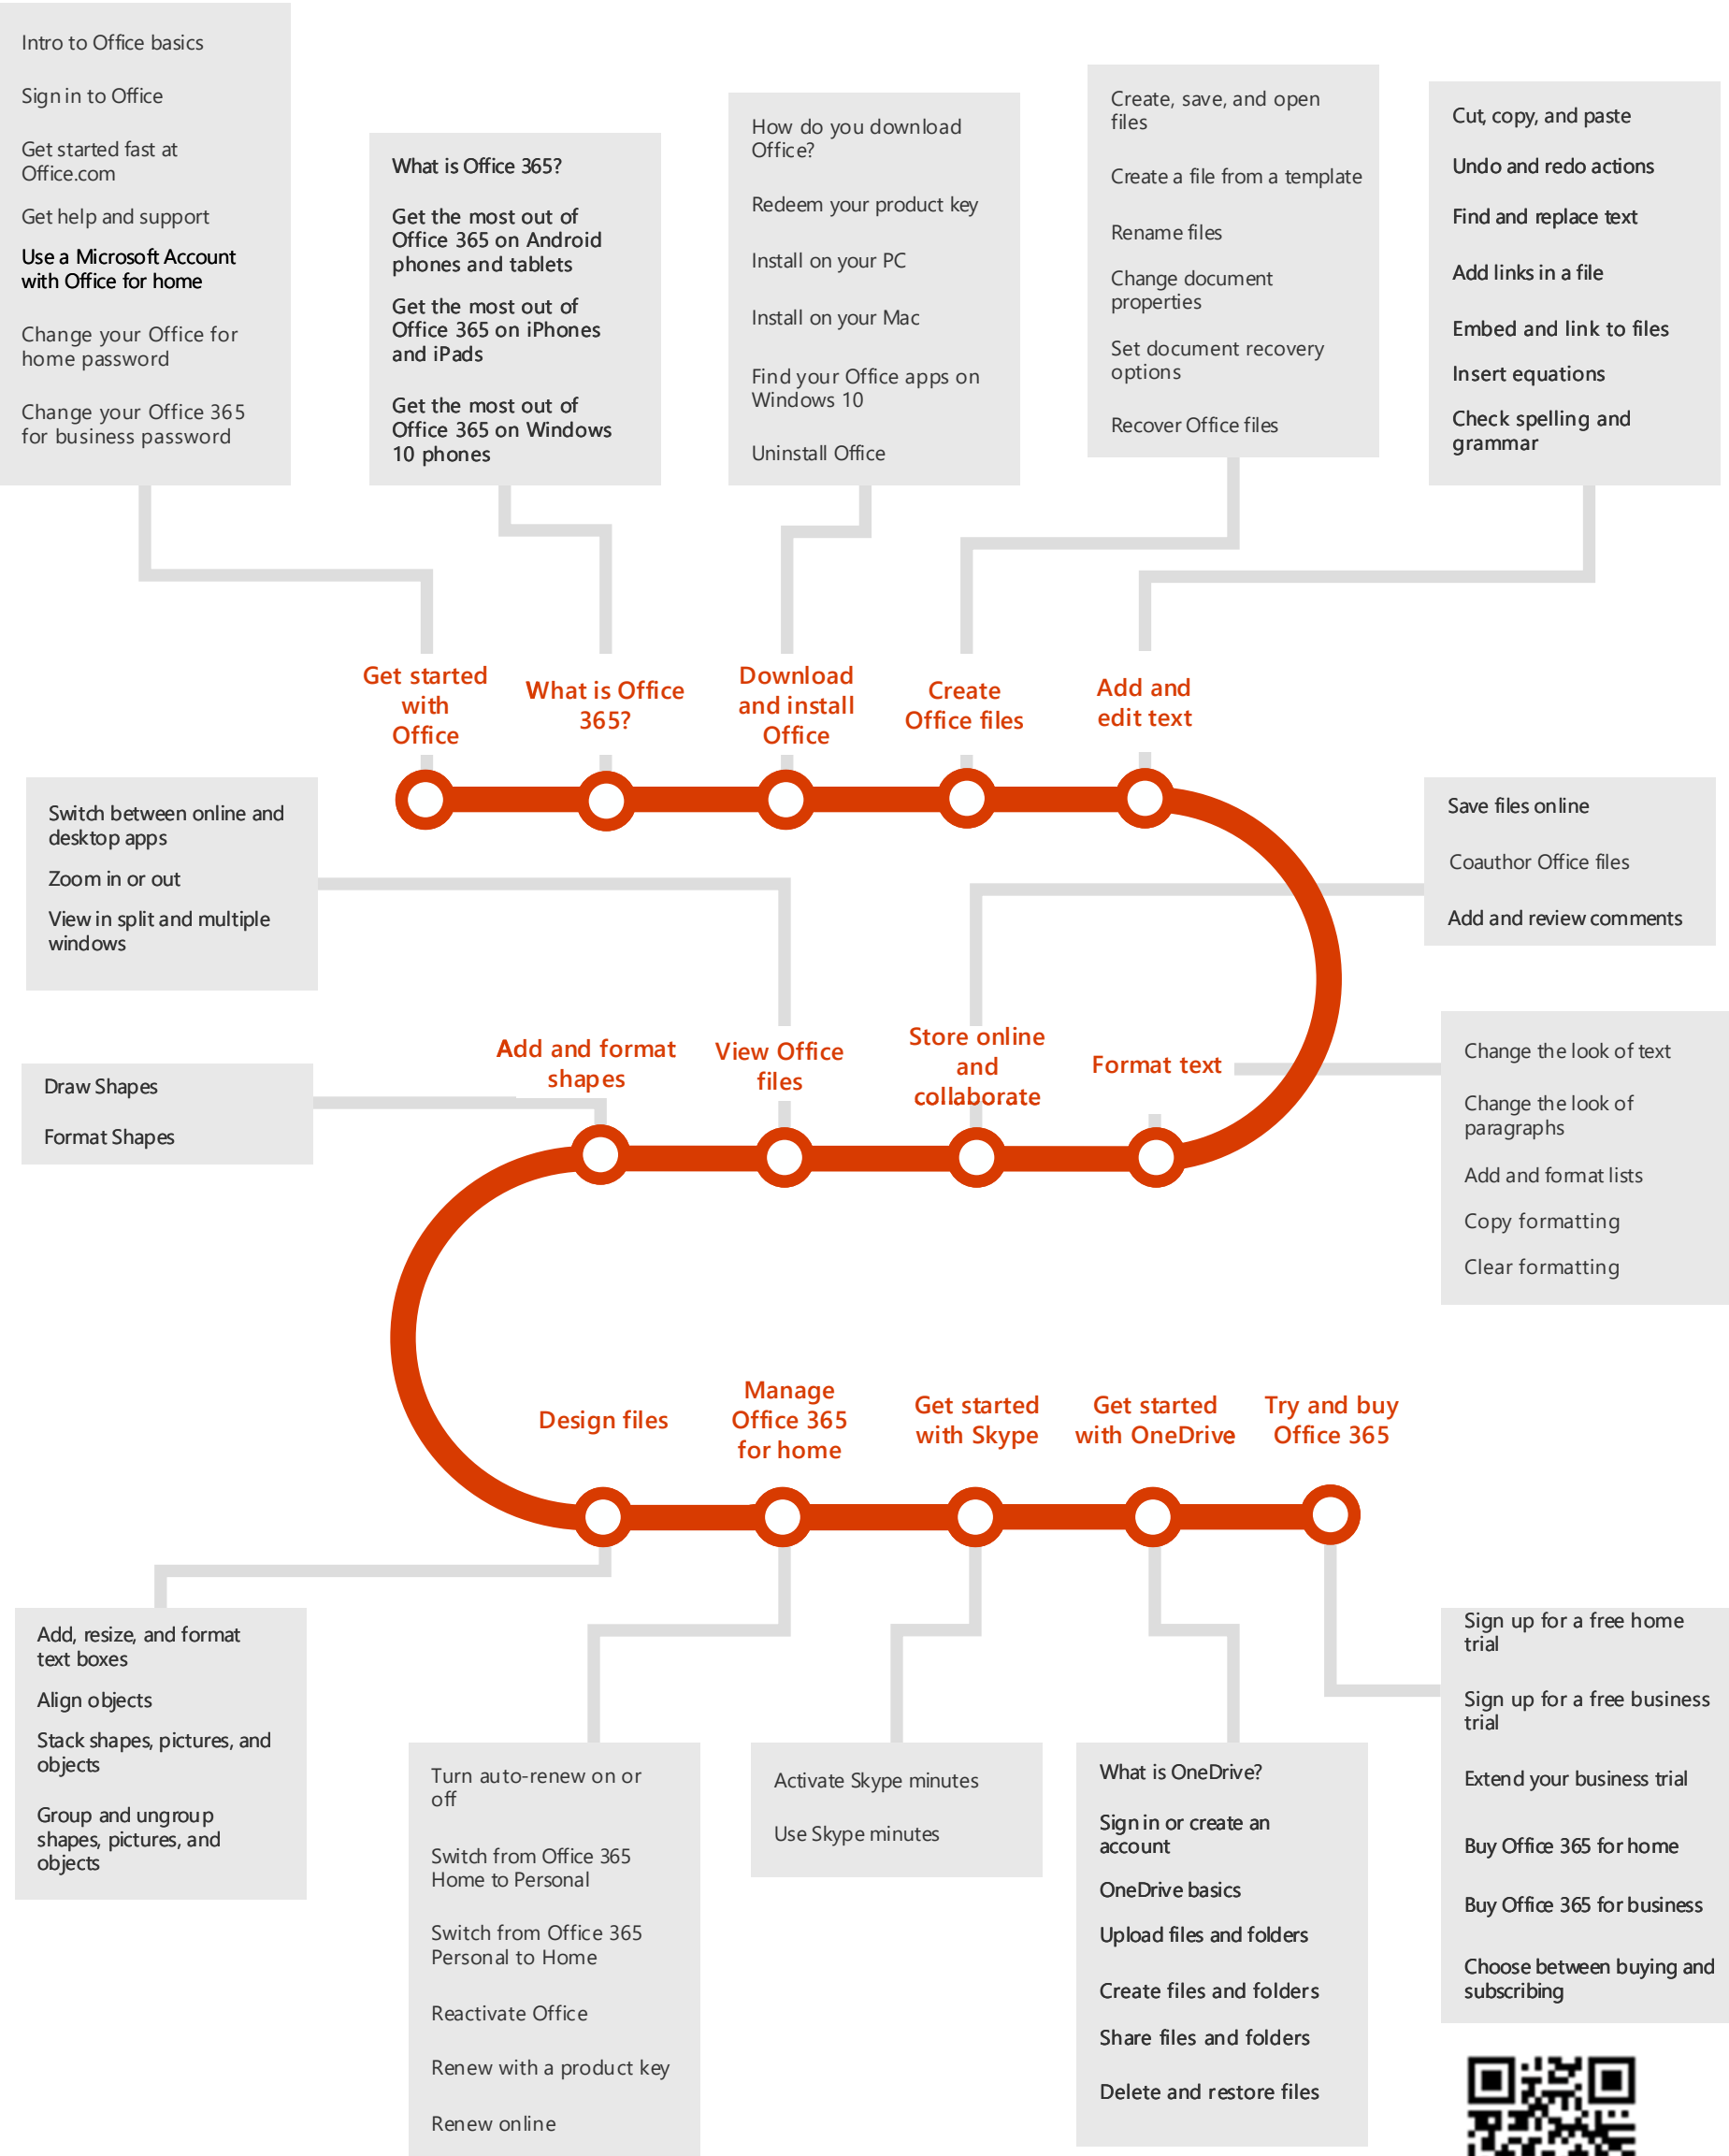 Intro to Office basics
Sign in to Office
Get started fast at
Office.com
Get help and support
Use a Microsoft Account
with Office for home
Change your Office for
home password
Change your Office 365
for business password
What is Office 365?
Get the most out of
Office 365 on Android
phones and tablets
Get the most out of
Office 365 on iPhones
and iPads
Get the most out of
Office 365 on Windows
10 phones
How do you download
Office?
Redeem your product key
Install on your PC
Install on your Mac
Find your Office apps on
Windows 10
Uninstall Office
Create, save, and open
files
Create a file from a template
Rename files
Change document
properties
Set document recovery
options
Recover Office files
Cut, copy, and paste
Undo and redo actions
Find and replace text
Add links in a file
Embed and link to files
Insert equations
Check spelling and
grammar
Get started
with
Office
What is Office
365?
Download
and install
Office
Create
Office files
Add and
edit text
Switch between online and
desktop apps
Zoom in or out
View in split and multiple
windows
Save files online
Coauthor Office files
Add and review comments
Draw Shapes
Format Shapes
Add and format
shapes
View Office
files
Store online
and
collaborate
Format text
Change the look of text
Change the look of
paragraphs
Add and format lists
Copy formatting
Clear formatting
Design files
Manage
Office 365
for home
Get started
with Skype
Get started
with OneDrive
Try and buy
Office 365
Add, resize, and format
text boxes
Align objects
Stack shapes, pictures, and
objects
Group and ungroup
shapes, pictures, and
objects
Turn auto-renew on or
off
Switch from Office 365
Home to Personal
Switch from Office 365
Personal to Home
Reactivate Office
Renew with a product key
Renew online
Activate Skype minutes
Use Skype minutes
What is OneDrive?
Sign in or create an
account
OneDrive basics
Upload files and folders
Create files and folders
Share files and folders
Delete and restore files
Sign up for a free home
trial
Sign up for a free business
trial
Extend your business trial
Buy Office 365 for home
Buy Office 365 for business
Choose between buying and
subscribing